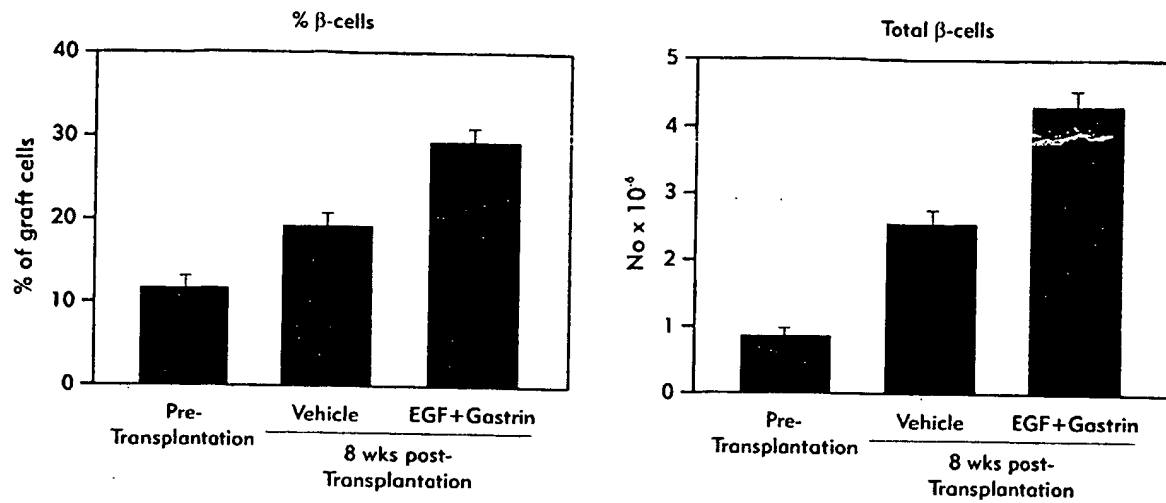 % β-cells
40
30
20
10
0
% of graft cells
Pre-
Transplantation
Vehicle
EGF+Gastrin
8 wks post-
Transplantation
Total β-cells
5
4
3
2
1
0
No x 10⁻⁶
Pre-
Transplantation
Vehicle
EGF+Gastrin
8 wks post-
Transplantation